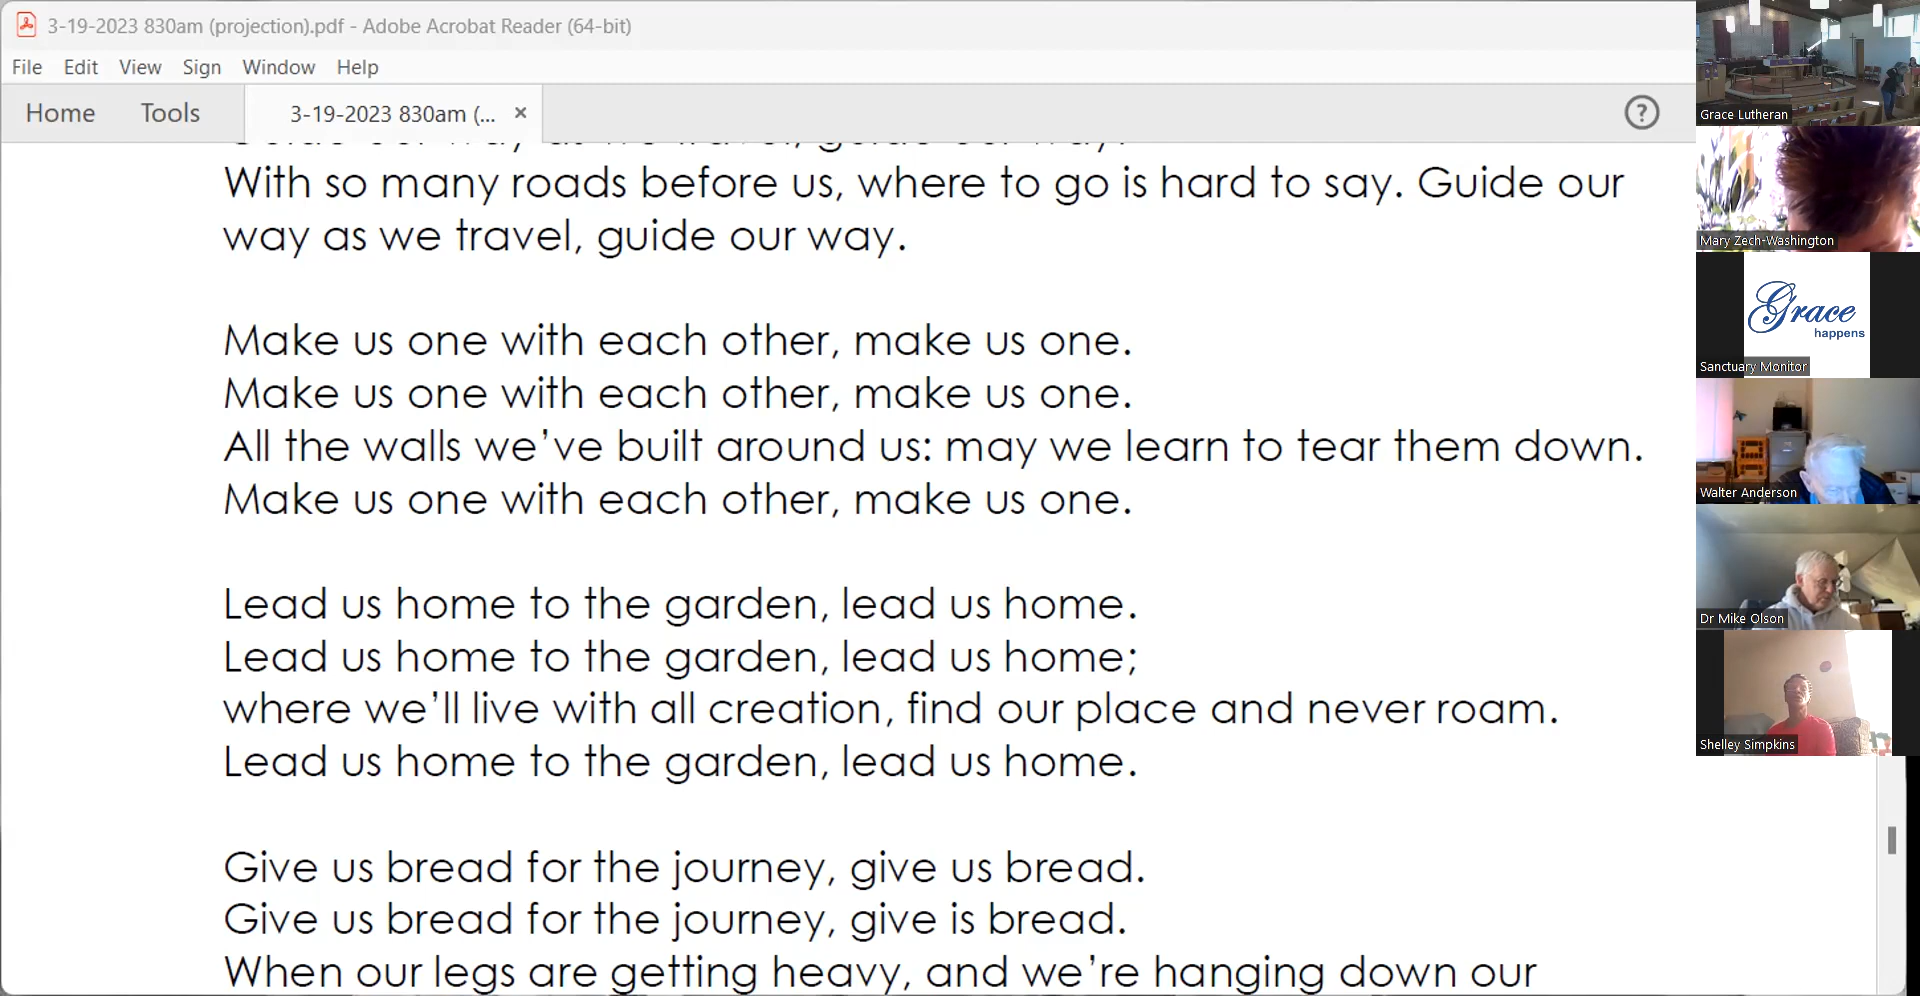 3-19-2023 830am (projection).pdf - Adobe Acrobat Reader (64-bit)
File Edit View Sign Window Help
Home Tools 3-19-2023 830am (... × ?
Guide our way as we travel, guide our way.
With so many roads before us, where to go is hard to say. Guide our
way as we travel, guide our way.
Make us one with each other, make us one.
Make us one with each other, make us one.
All the walls we’ve built around us: may we learn to tear them down.
Make us one with each other, make us one.
Lead us home to the garden, lead us home.
Lead us home to the garden, lead us home;
where we’ll live with all creation, find our place and never roam.
Lead us home to the garden, lead us home.
Give us bread for the journey, give us bread.
Give us bread for the journey, give is bread.
When our legs are getting heavy, and we’re hanging down our
Grace Lutheran
Mary Zech-Washington
Grace
happens
Sanctuary Monitor
Walter Anderson
Dr Mike Olson
Shelley Simpkins